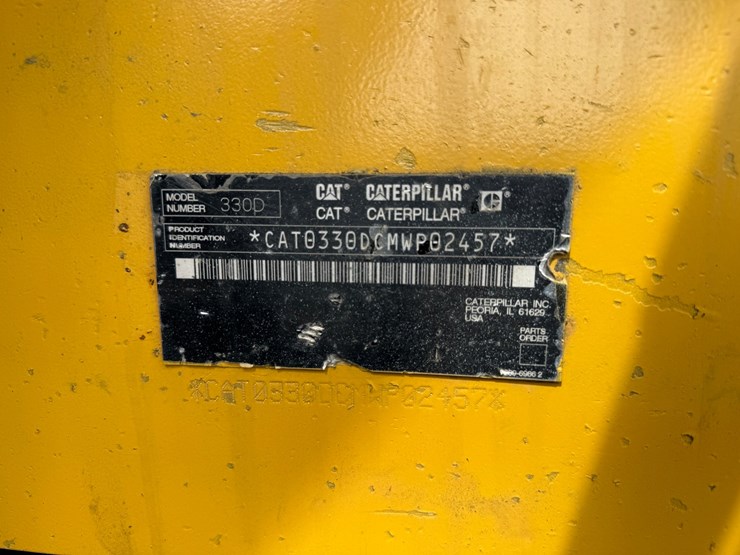 MODEL NUMBER 330D
CAT® CATERPILLAR®
CAT® CATERPILLAR®
PRODUCT IDENTIFICATION NUMBER
*CAT0330DCMWP02457*
CATERPILLAR INC.
PEORIA, IL 61629
USA
PARTS
ORDER
*CAT0330DCMWP02457*